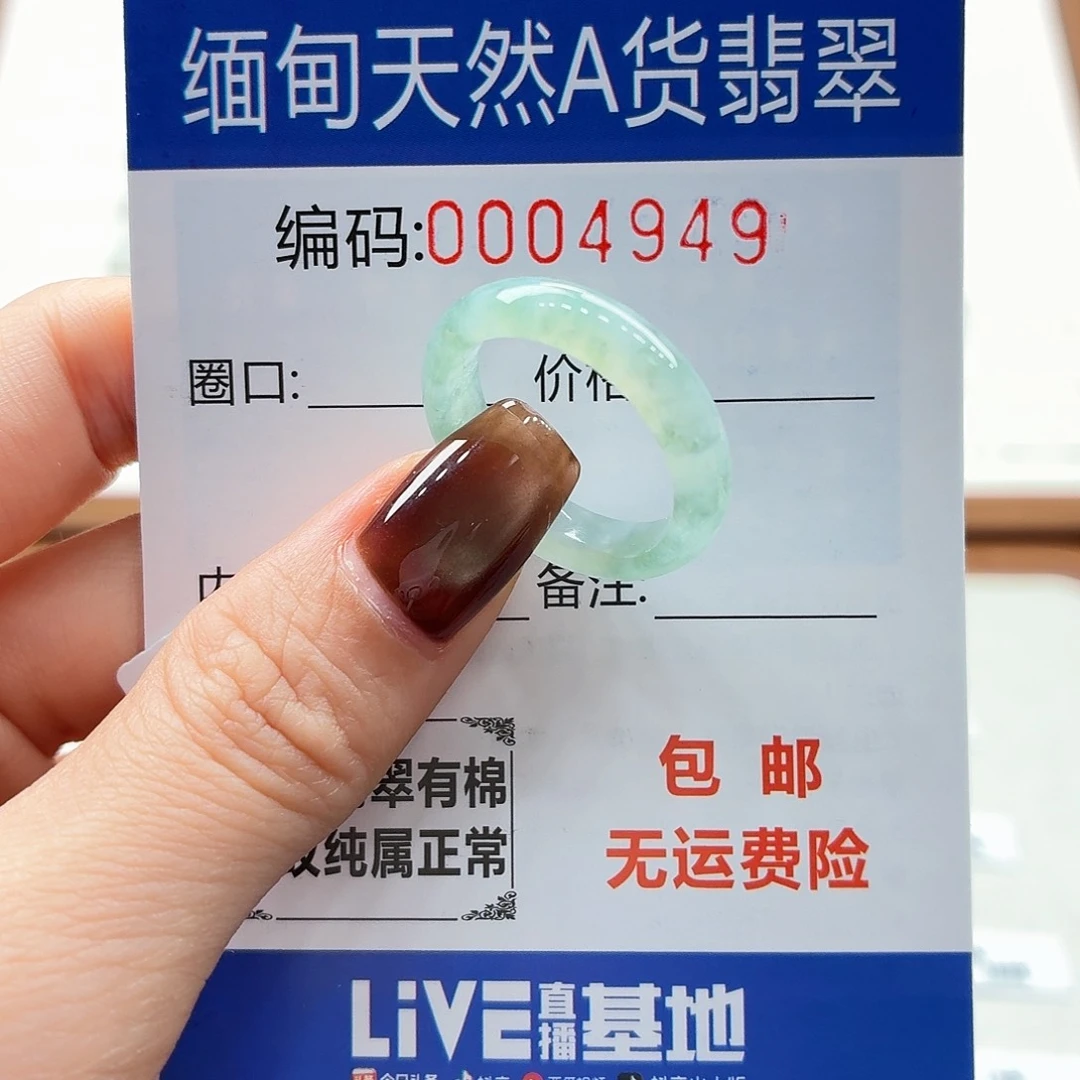 缅甸天然A货翡翠
编码:0004949
圈口: 价格
备注:
翠有棉
纯属正常
包邮
无运费险
LiVE直播基地